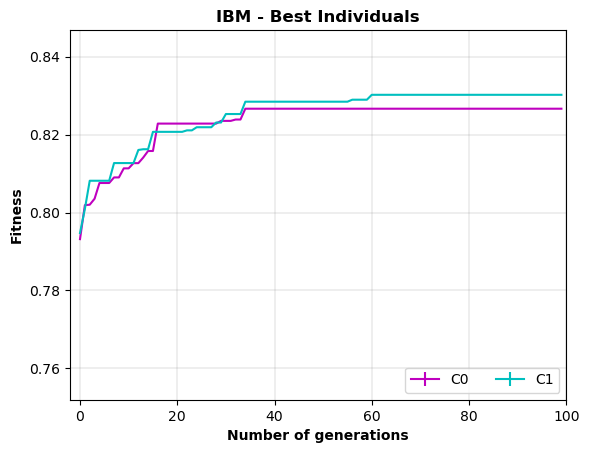 IBM - Best Individuals
0.84
0.82
0.80
0.78
0.76
Fitness
C0 C1
0 20 40 60 80 100
Number of generations